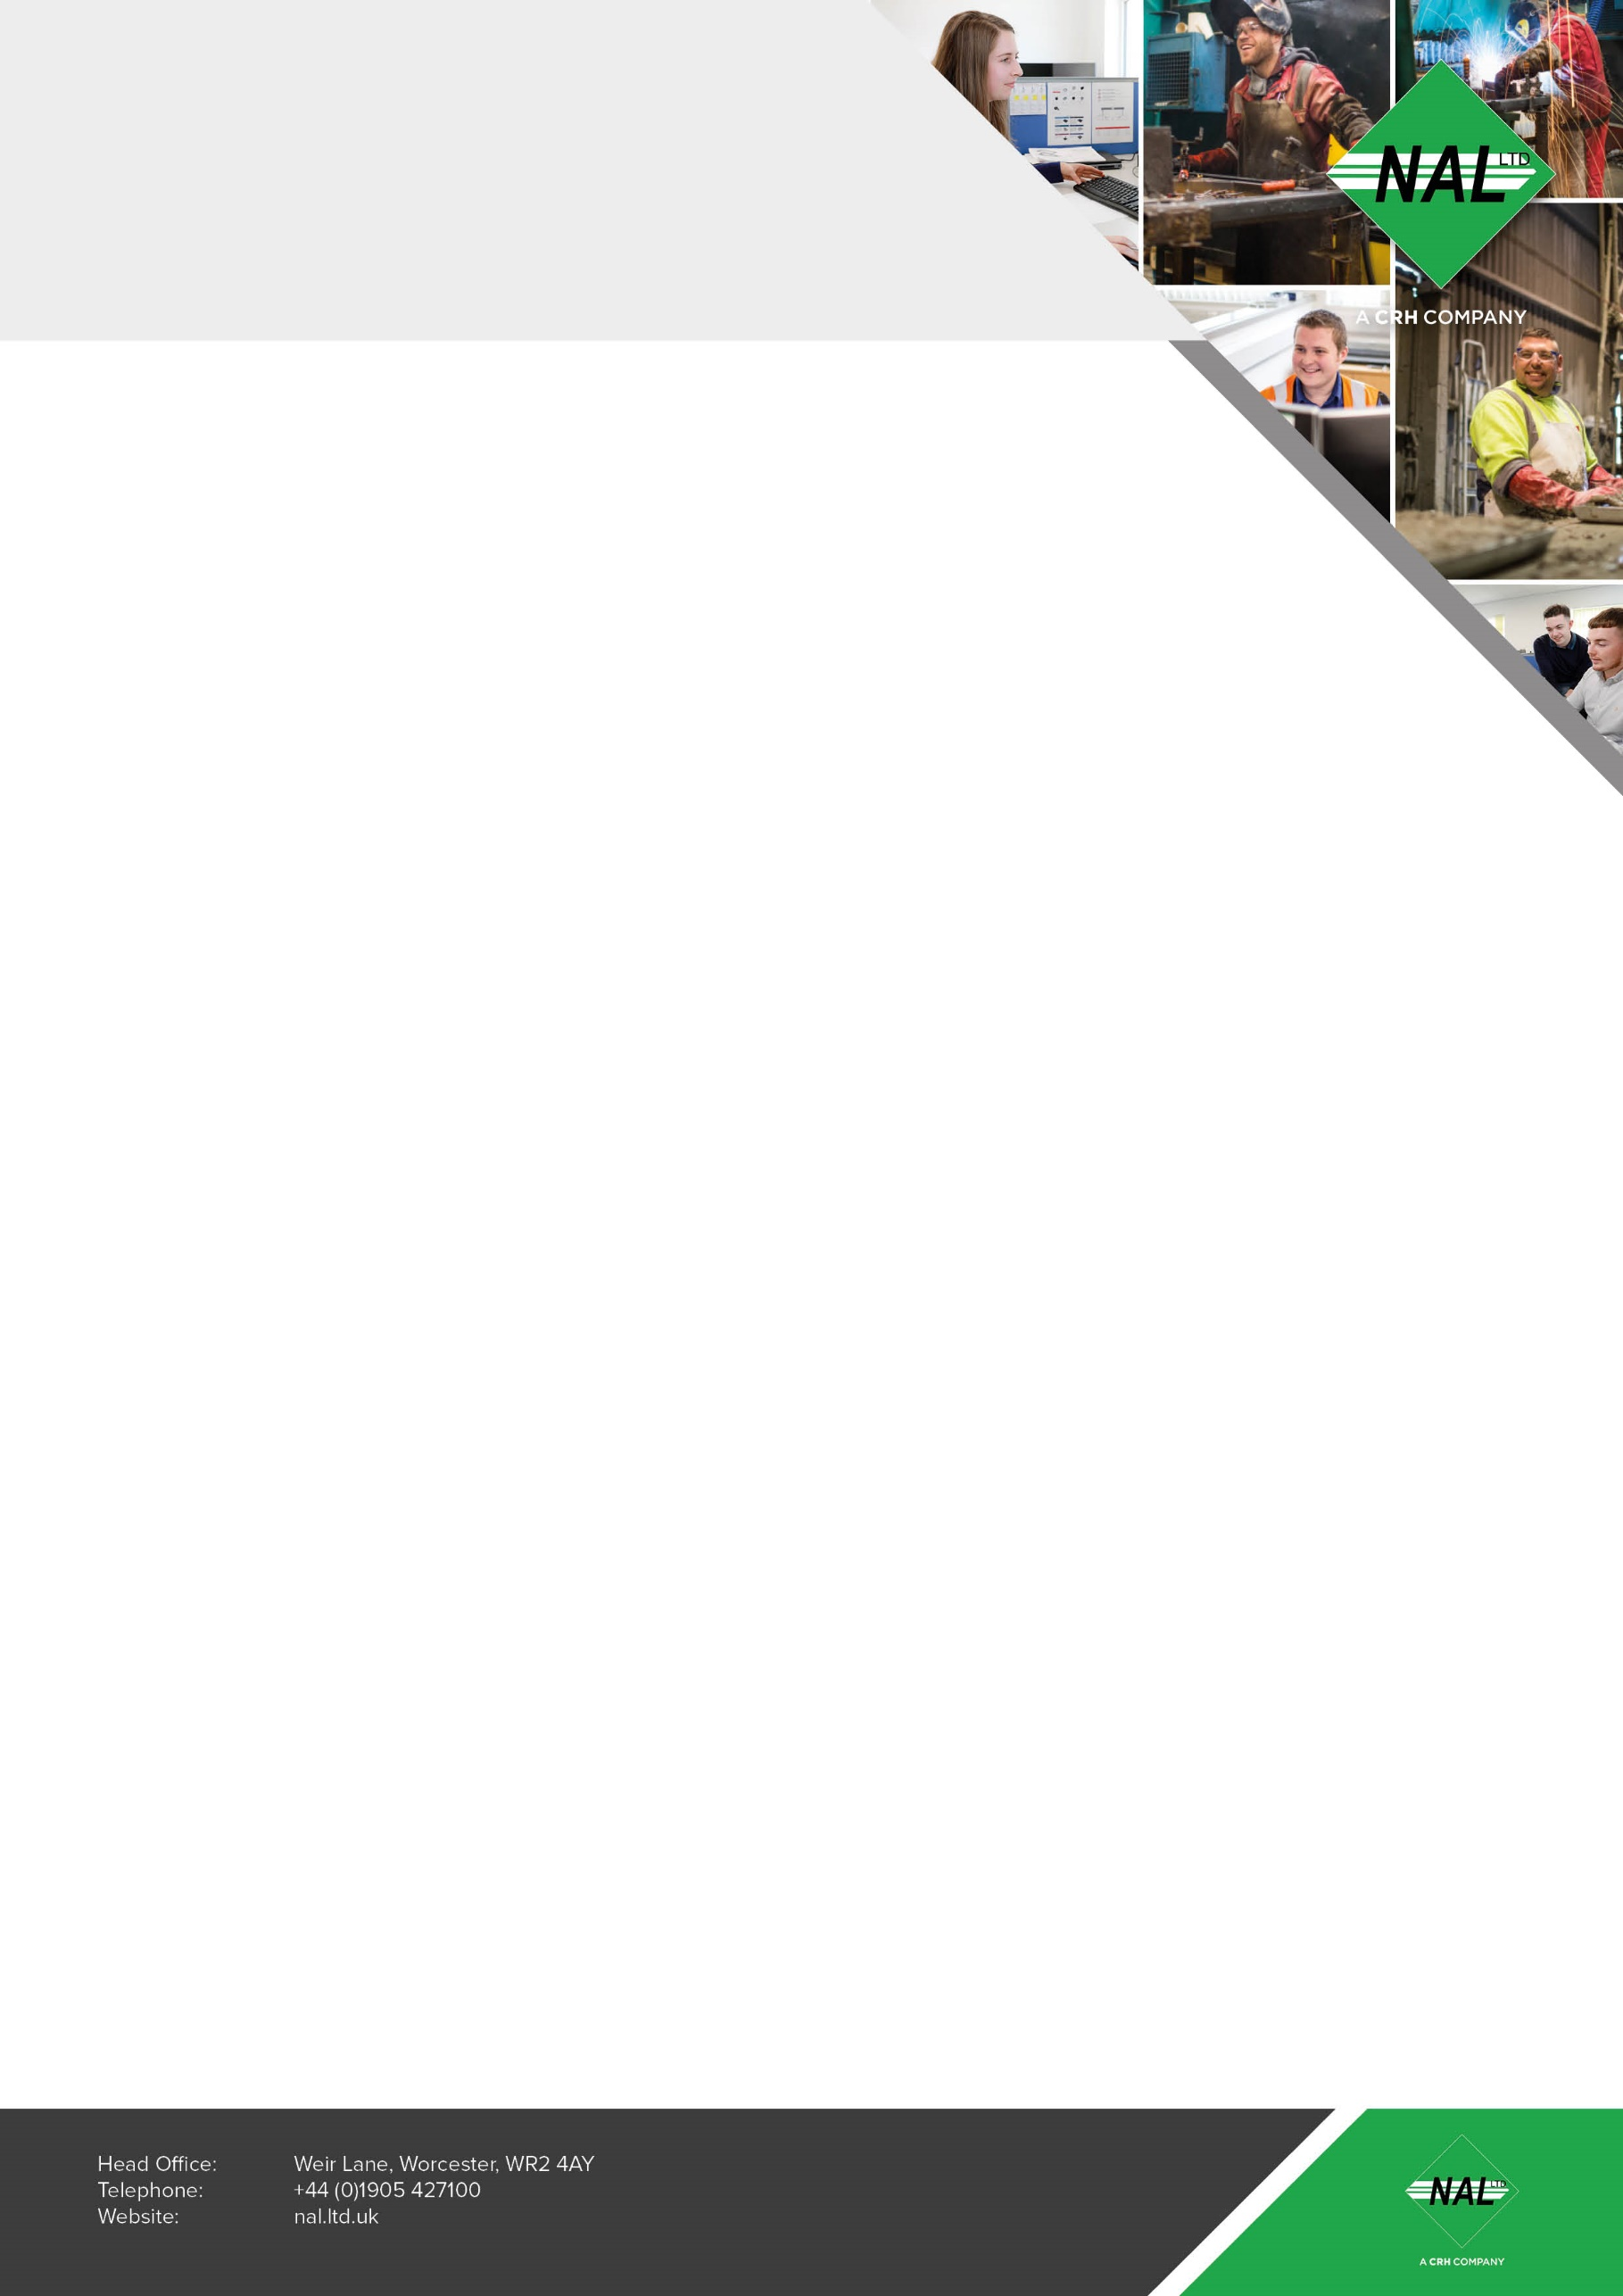 NAL LTD
A CRH COMPANY
Head Office: Weir Lane, Worcester, WR2 4AY
Telephone: +44 (0)1905 427100
Website: nal.ltd.uk
NAL LTD
A CRH COMPANY